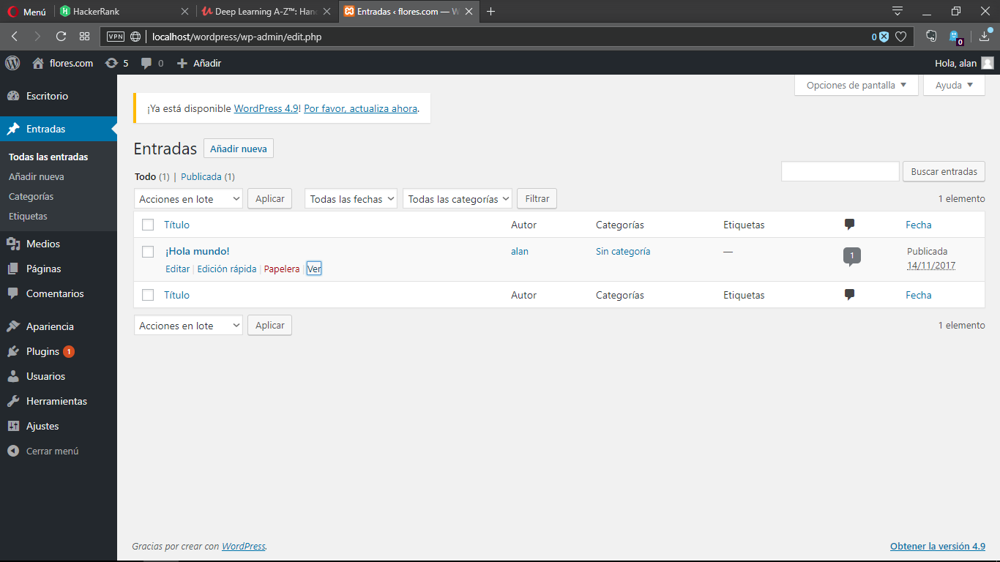 Menú
HackerRank
Deep Learning A-Z™: Han
Entradas ‹ flores.com — W
VPN
localhost/wordpress/wp-admin/edit.php
0
0
flores.com
5
0
Añadir
Hola, alan
Escritorio
Entradas
Todas las entradas
Añadir nueva
Categorías
Etiquetas
Medios
Páginas
Comentarios
Apariencia
Plugins 1
Usuarios
Herramientas
Ajustes
Cerrar menú
Opciones de pantalla
Ayuda
¡Ya está disponible WordPress 4.9! Por favor, actualiza ahora.
Entradas Añadir nueva
Todo (1) | Publicada (1)
Buscar entradas
Acciones en lote Aplicar Todas las fechas Todas las categorías Filtrar 1 elemento
Título Autor Categorías Etiquetas Fecha
¡Hola mundo! alan Sin categoría — 1 Publicada
Editar | Edición rápida | Papelera | Ver 14/11/2017
Título Autor Categorías Etiquetas Fecha
Acciones en lote Aplicar 1 elemento
Gracias por crear con WordPress. Obtener la versión 4.9